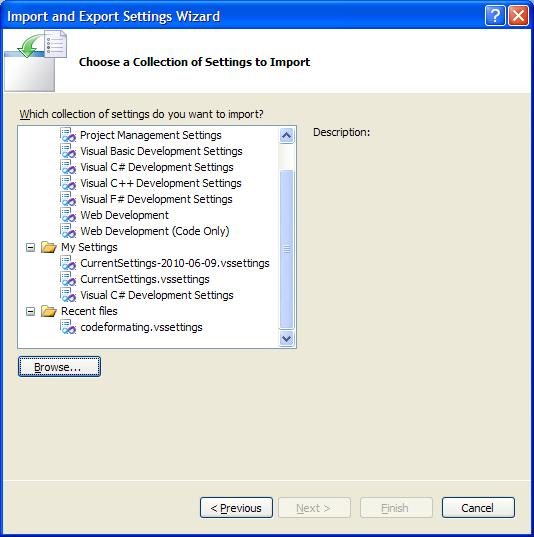 Import and Export Settings Wizard
Choose a Collection of Settings to Import
Which collection of settings do you want to import?
Description:
Project Management Settings
Visual Basic Development Settings
Visual C# Development Settings
Visual C++ Development Settings
Visual F# Development Settings
Web Development
Web Development (Code Only)
My Settings
CurrentSettings-2010-06-09.vssettings
CurrentSettings.vssettings
Visual C# Development Settings
Recent files
codeformating.vssettings
Browse...
< Previous
Next >
Finish
Cancel